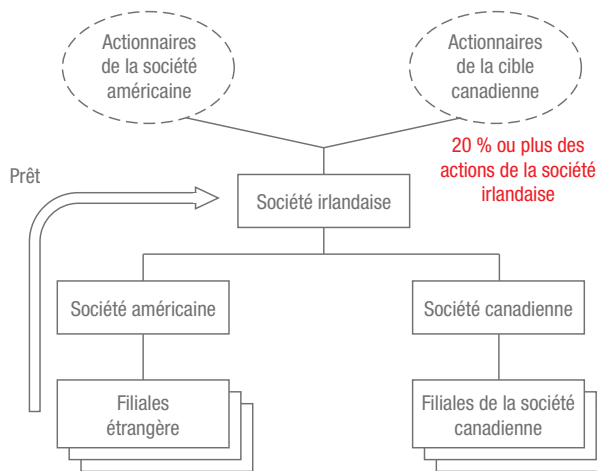 Actionnaires
de la société
américaine
Actionnaires
de la cible
canadienne
20 % ou plus des
actions de la société
irlandaise
Prêt
Société irlandaise
Société américaine
Société canadienne
Filiales
étrangère
Filiales de la société
canadienne